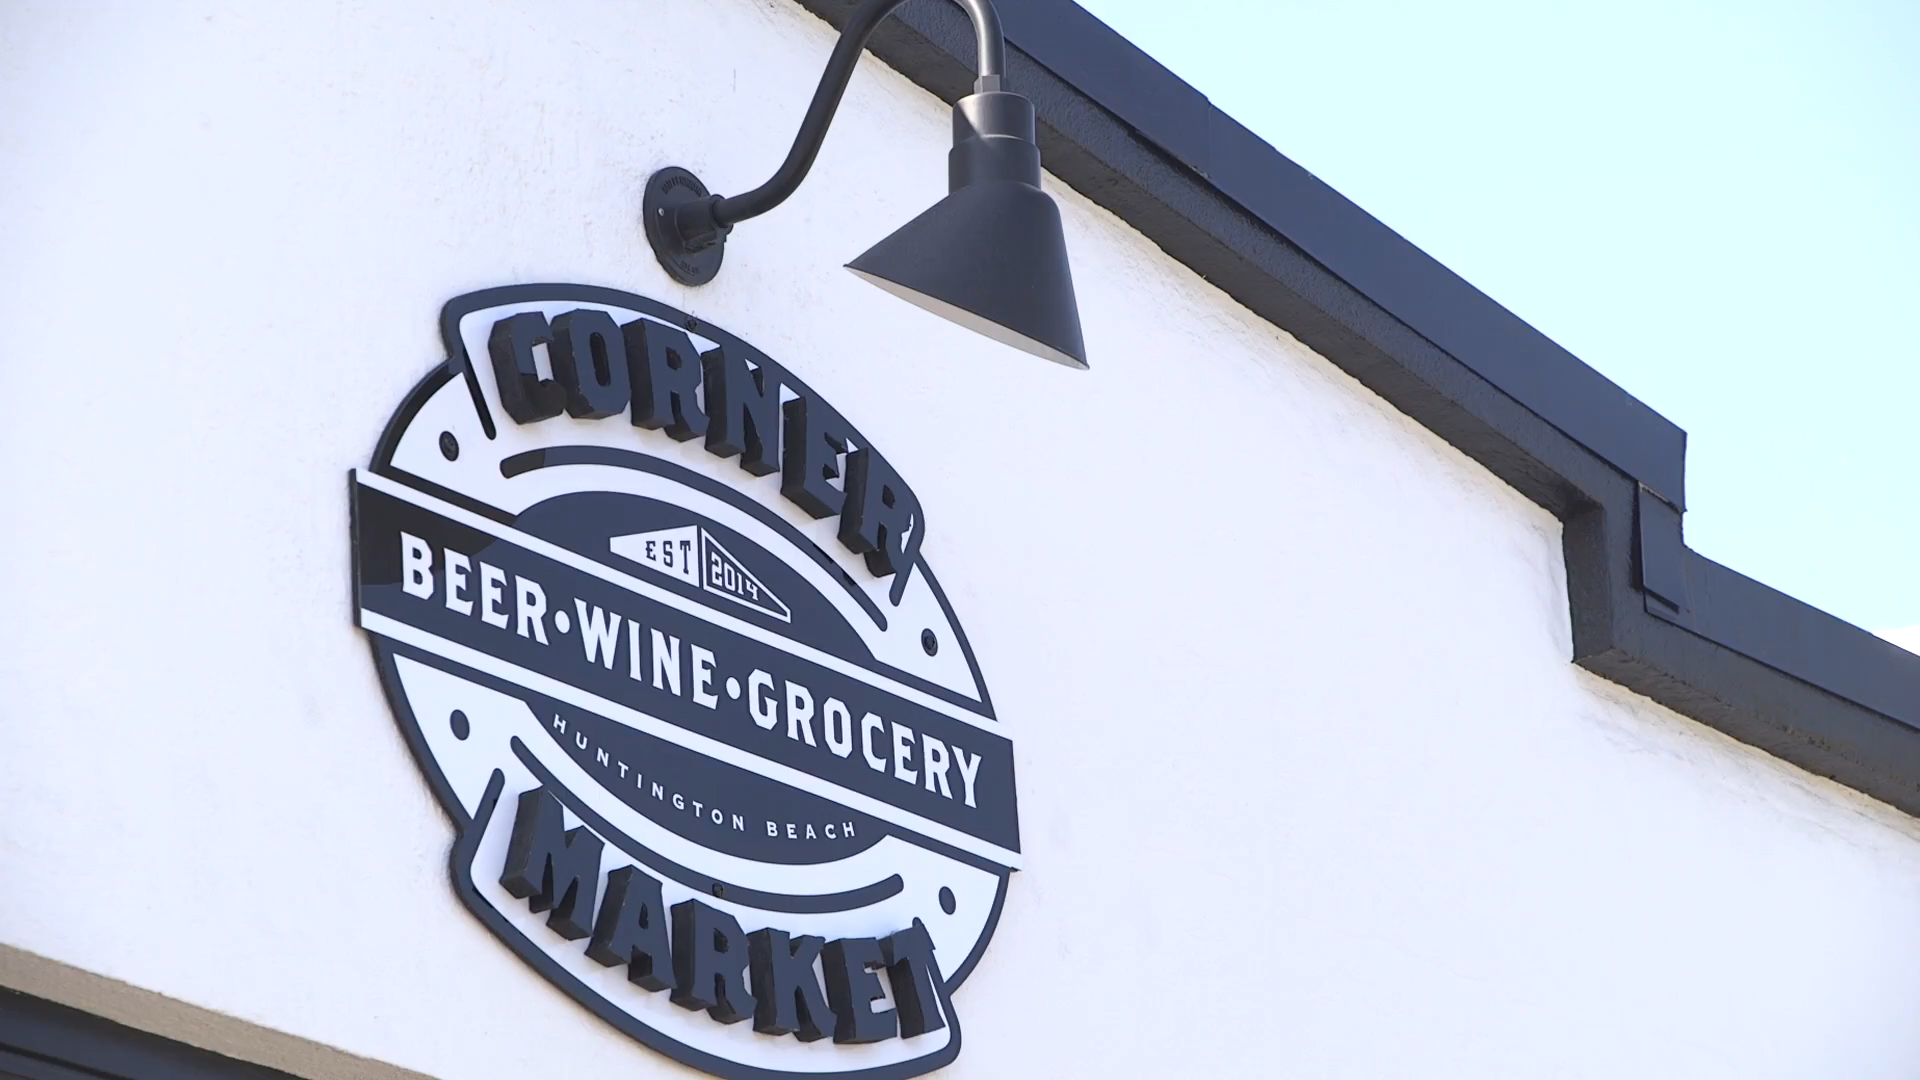 CORNER
EST 2014
BEER•WINE•GROCERY
HUNTINGTON BEACH
MARKET